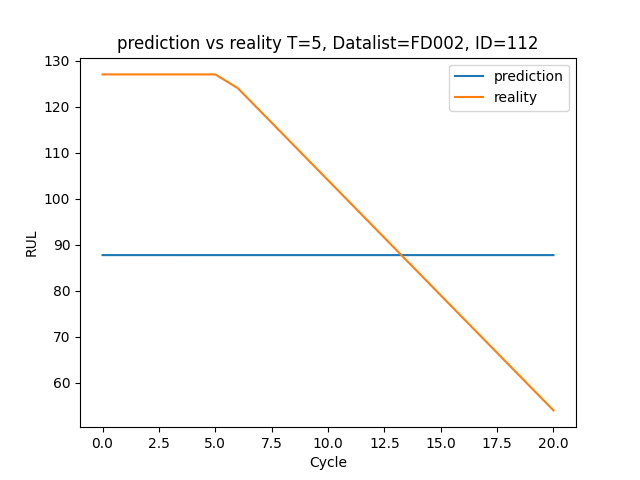 prediction vs reality T=5, Datalist=FD002, ID=112
prediction
reality
RUL
130
120
110
100
90
80
70
60
0.0 2.5 5.0 7.5 10.0 12.5 15.0 17.5 20.0
Cycle